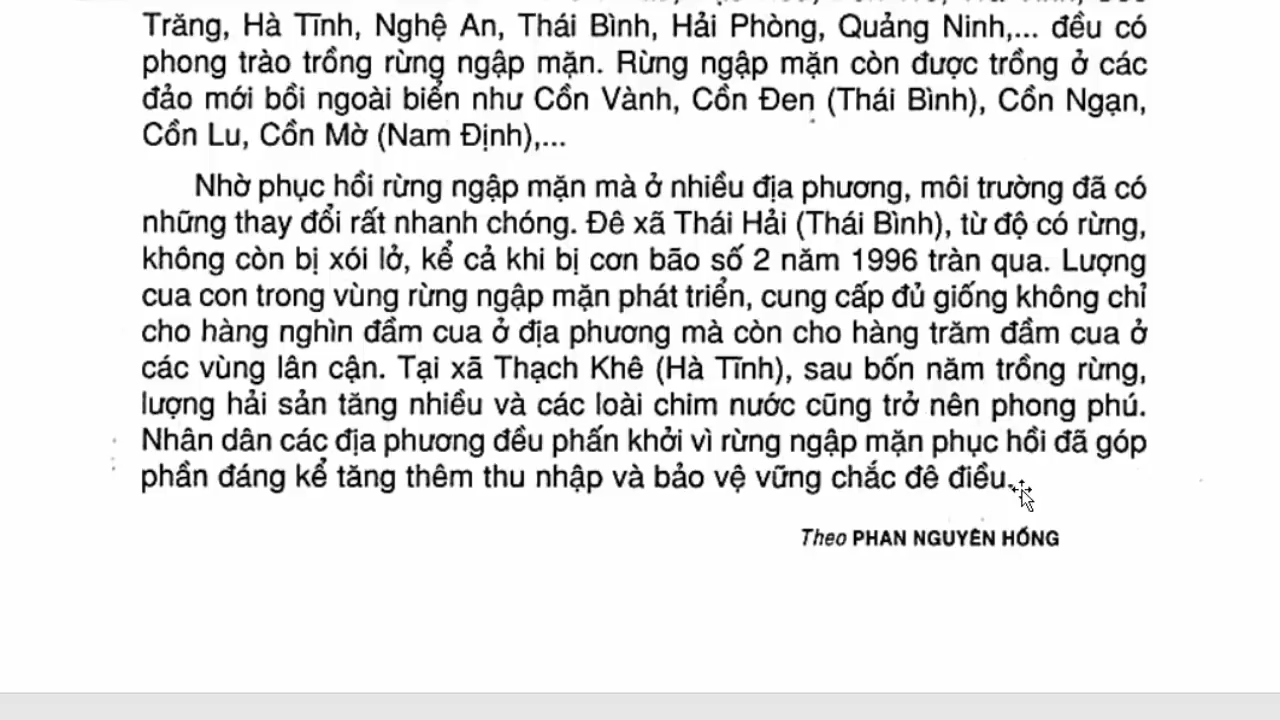 Trăng, Hà Tĩnh, Nghệ An, Thái Bình, Hải Phòng, Quảng Ninh,... đều có
phong trào trồng rừng ngập mặn. Rừng ngập mặn còn được trồng ở các
đảo mới bồi ngoài biển như Cồn Vành, Cồn Đen (Thái Bình), Cồn Ngạn,
Cồn Lu, Cồn Mờ (Nam Định),...
Nhờ phục hồi rừng ngập mặn mà ở nhiều địa phương, môi trường đã có
những thay đổi rất nhanh chóng. Đê xã Thái Hải (Thái Bình), từ độ có rừng,
không còn bị xói lở, kể cả khi bị cơn bão số 2 năm 1996 tràn qua. Lượng
cua con trong vùng rừng ngập mặn phát triển, cung cấp đủ giống không chỉ
cho hàng nghìn đầm cua ở địa phương mà còn cho hàng trăm đầm cua ở
các vùng lân cận. Tại xã Thạch Khê (Hà Tĩnh), sau bốn năm trồng rừng,
lượng hải sản tăng nhiều và các loài chim nước cũng trở nên phong phú.
Nhân dân các địa phương đều phấn khởi vì rừng ngập mặn phục hồi đã góp
phần đáng kể tăng thêm thu nhập và bảo vệ vững chắc đê điều.
Theo PHAN NGUYÊN HỒNG